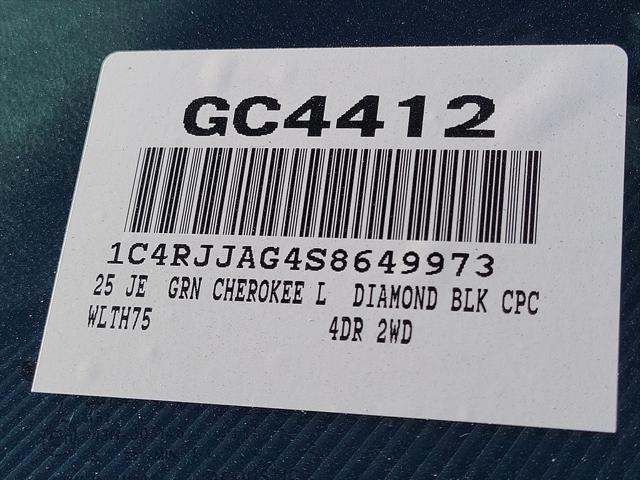 GC4412
1C4RJJAG4S8649973
25 JE GRN CHEROKEE L DIAMOND BLK CPC
WLTH75 4DR 2WD